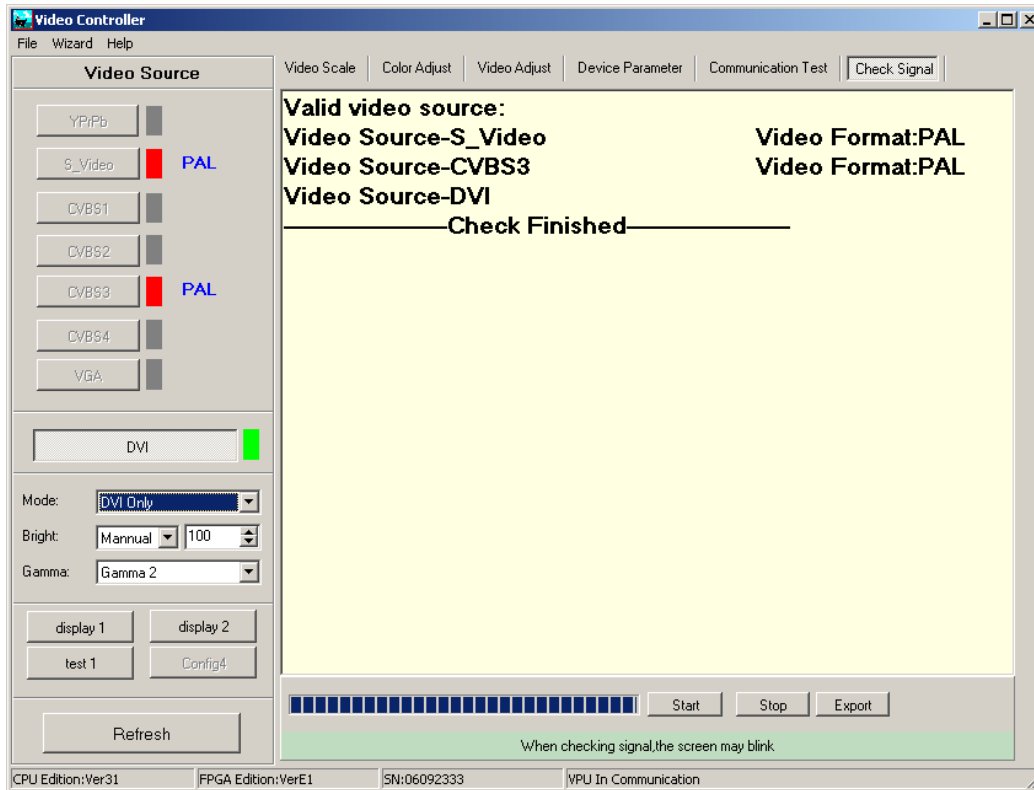 Video Controller
File Wizard Help
Video Source
YPrPb
S_Video PAL
CVBS1
CVBS2
CVBS3 PAL
CVBS4
VGA
DVI
Mode: DVI Only
Bright: Mannual 100
Gamma: Gamma 2
display 1 display 2
test 1 Config4
Refresh
Video Scale Color Adjust Video Adjust Device Parameter Communication Test Check Signal
Valid video source:
Video Source-S_Video Video Format:PAL
Video Source-CVBS3 Video Format:PAL
Video Source-DVI
——————Check Finished——————
Start Stop Export
When checking signal,the screen may blink
CPU Edition:Ver31 FPGA Edition:VerE1 SN:06092333 VPU In Communication